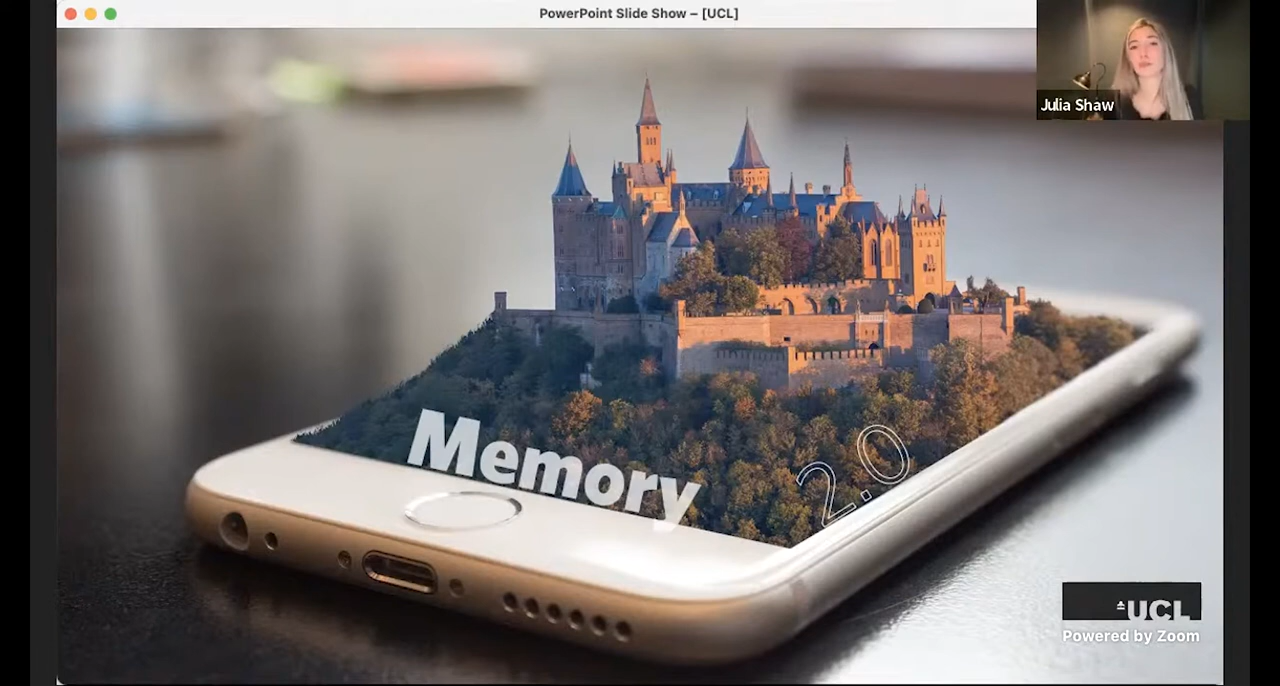 PowerPoint Slide Show – [UCL]
Julia Shaw
Memory
2.0
UCL
Powered by Zoom